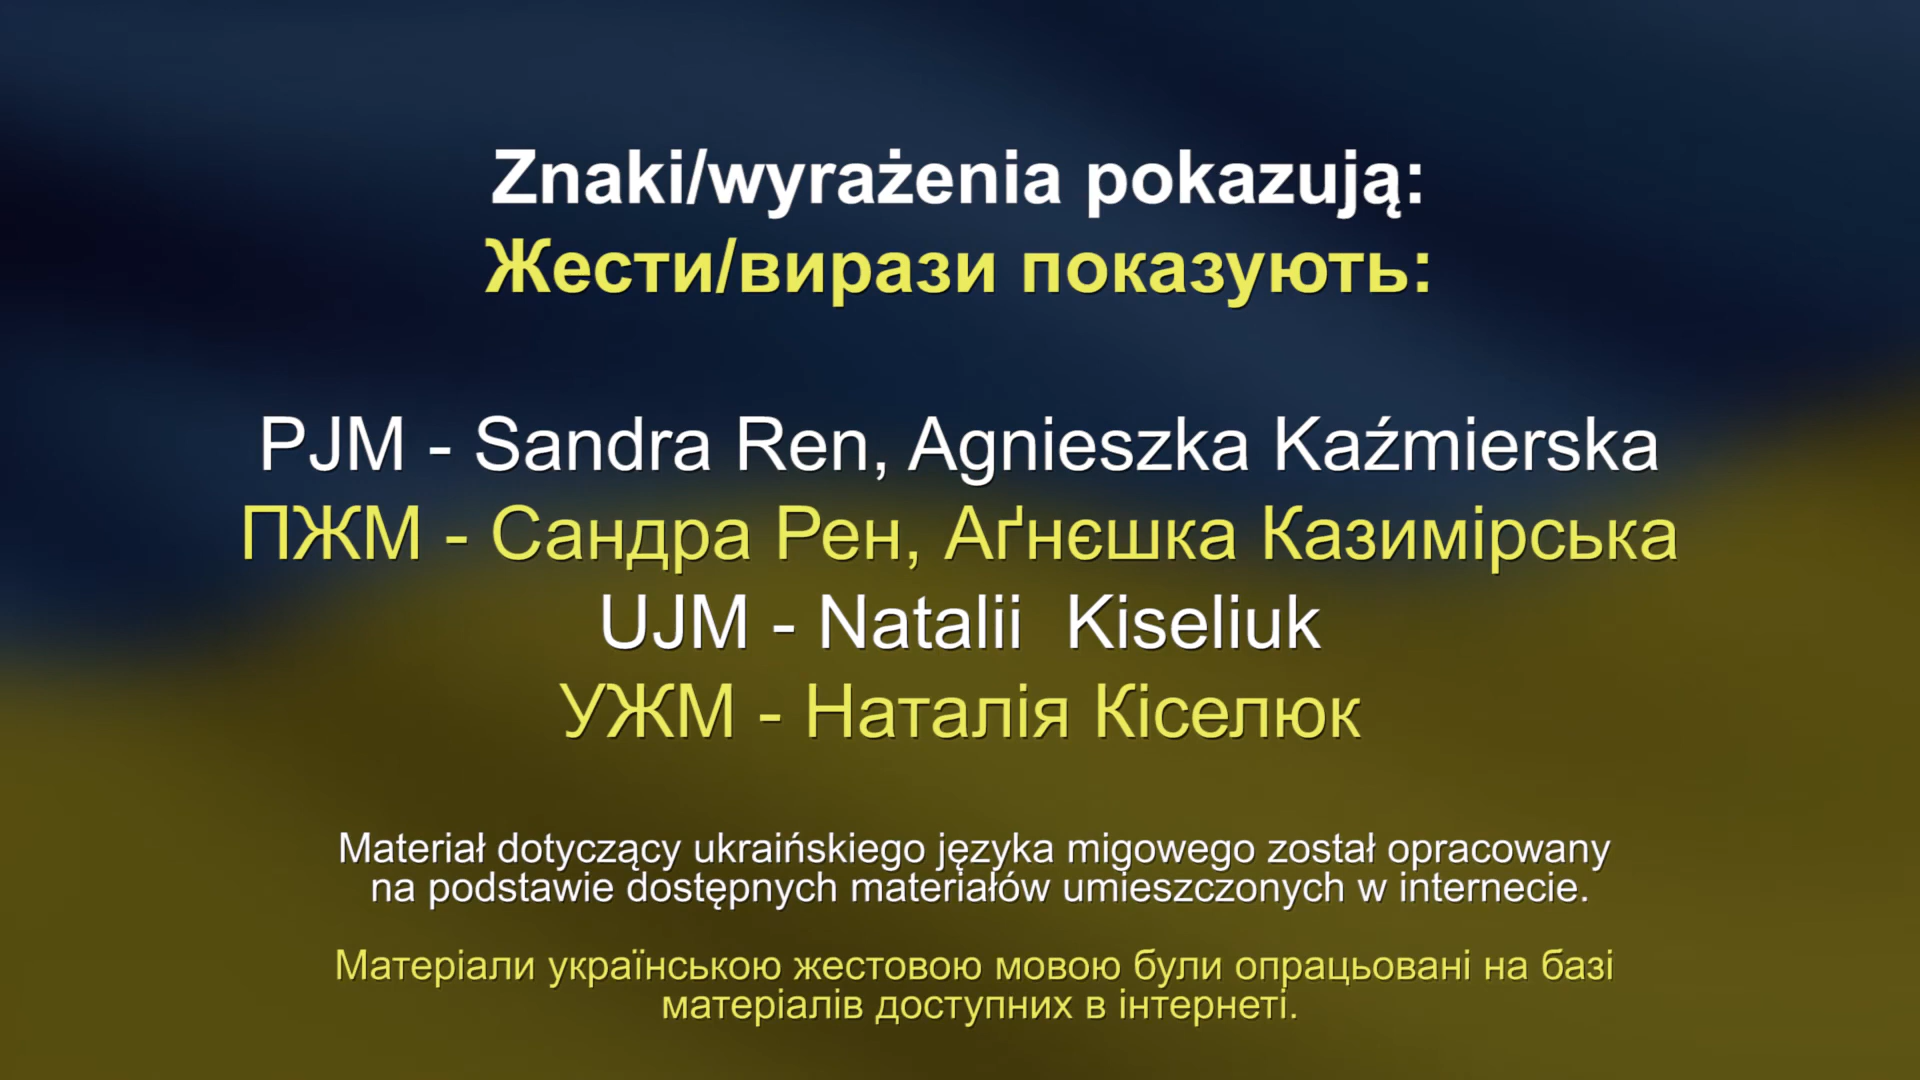 Znaki/wyrażenia pokazują:
Жести/вирази показують:
PJM - Sandra Ren, Agnieszka Kaźmierska
ПЖМ - Сандра Рен, Аґнєшка Казимірська
UJM - Natalii  Kiseliuk
УЖМ - Наталія Кіселюк
Materiał dotyczący ukraińskiego języka migowego został opracowany
na podstawie dostępnych materiałów umieszczonych w internecie.
Матеріали українською жестовою мовою були опрацьовані на базі
матеріалів доступних в інтернеті.